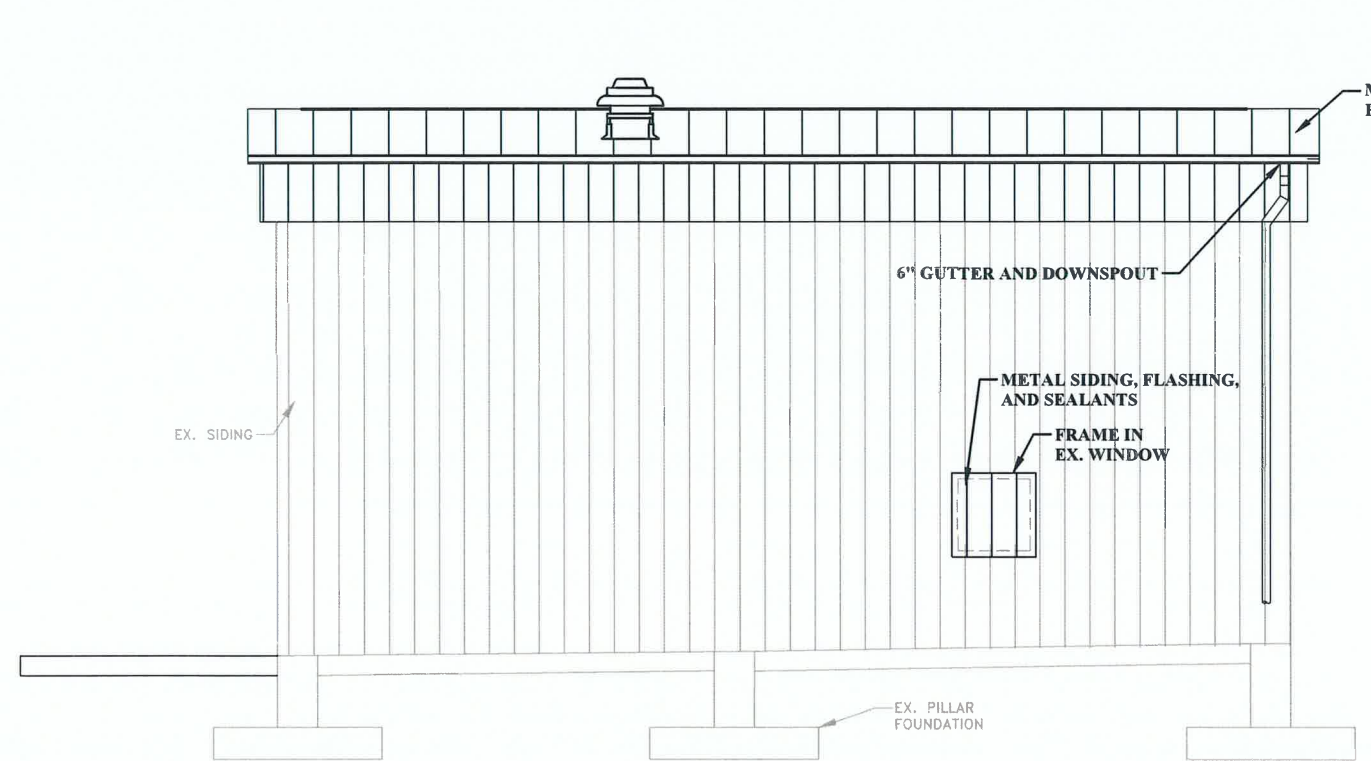 6" GUTTER AND DOWNSPOUT
METAL SIDING, FLASHING,
AND SEALANTS
FRAME IN
EX. WINDOW
EX. SIDING
EX. PILLAR
FOUNDATION